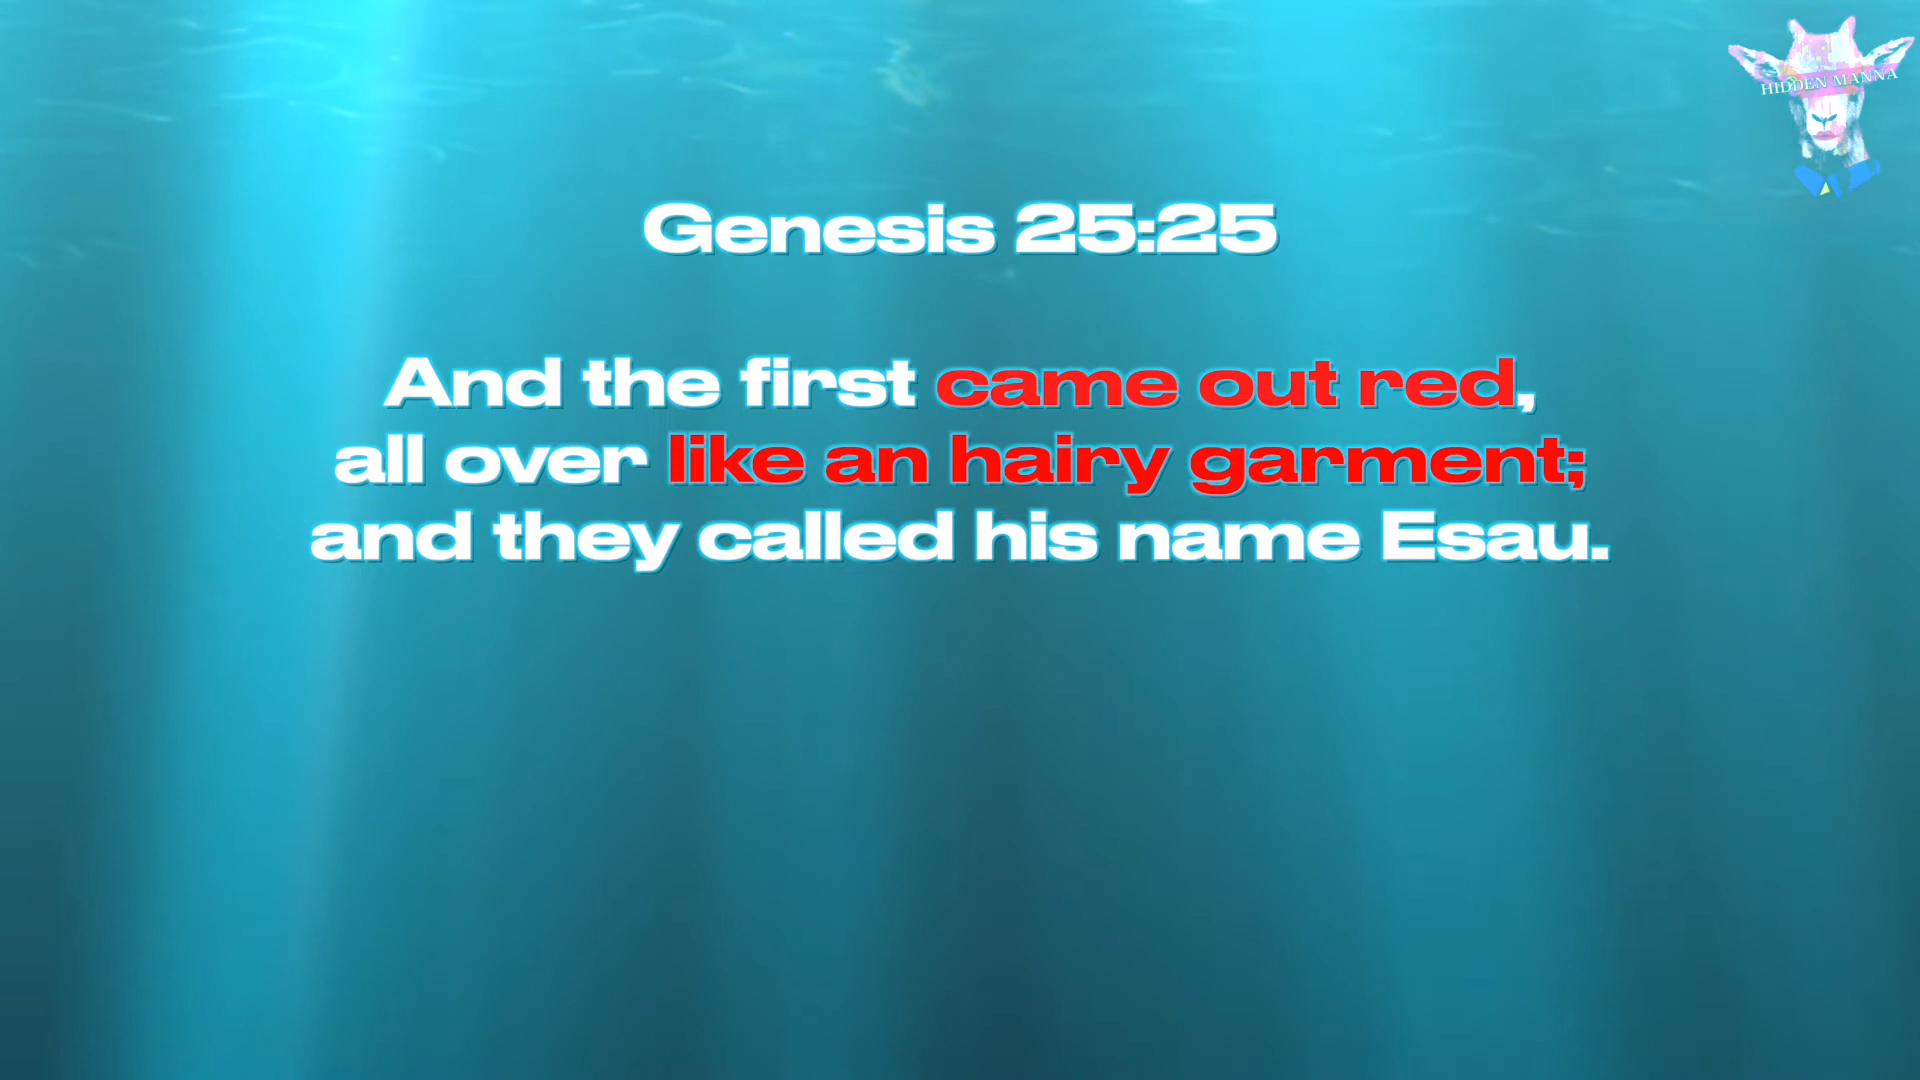 HIDDEN MANNA
Genesis 25:25
And the first came out red,
all over like an hairy garment;
and they called his name Esau.